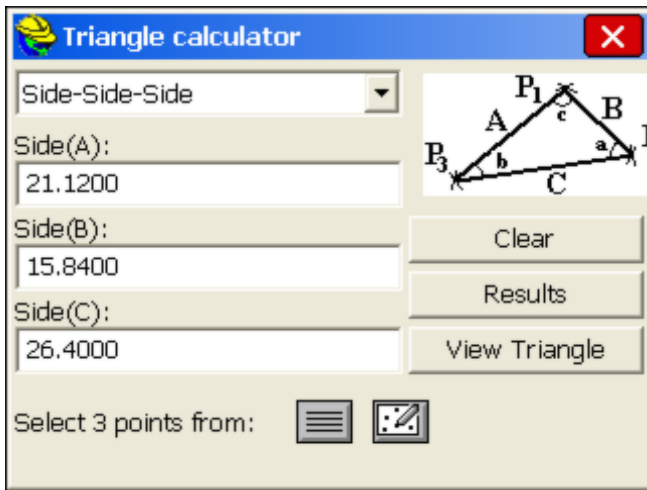 Triangle calculator
Side-Side-Side
Side(A):
21.1200
Side(B):
15.8400
Side(C):
26.4000
Select 3 points from:
P1
A
c
B
P3
b
a
C
Clear
Results
View Triangle